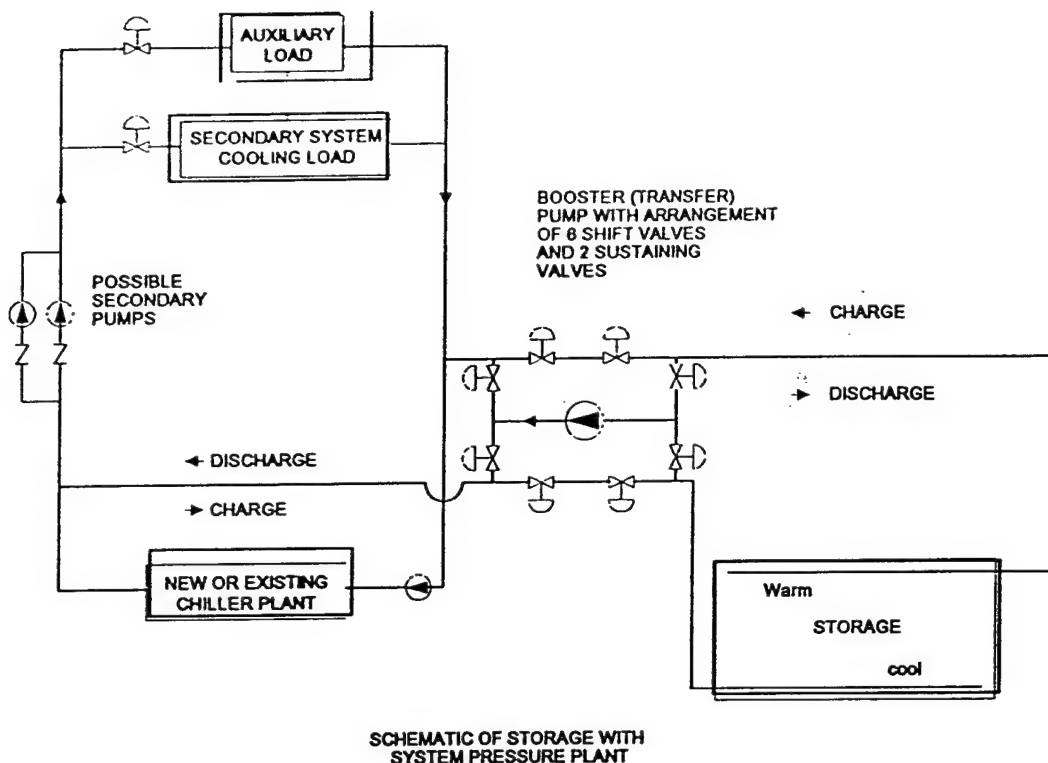 AUXILIARY
LOAD
SECONDARY SYSTEM
COOLING LOAD
BOOSTER (TRANSFER)
PUMP WITH ARRANGEMENT
OF 6 SHIFT VALVES
AND 2 SUSTAINING
VALVES
POSSIBLE
SECONDARY
PUMPS
CHARGE
DISCHARGE
DISCHARGE
CHARGE
NEW OR EXISTING
CHILLER PLANT
Warm
STORAGE
cool
SCHEMATIC OF STORAGE WITH
SYSTEM PRESSURE PLANT